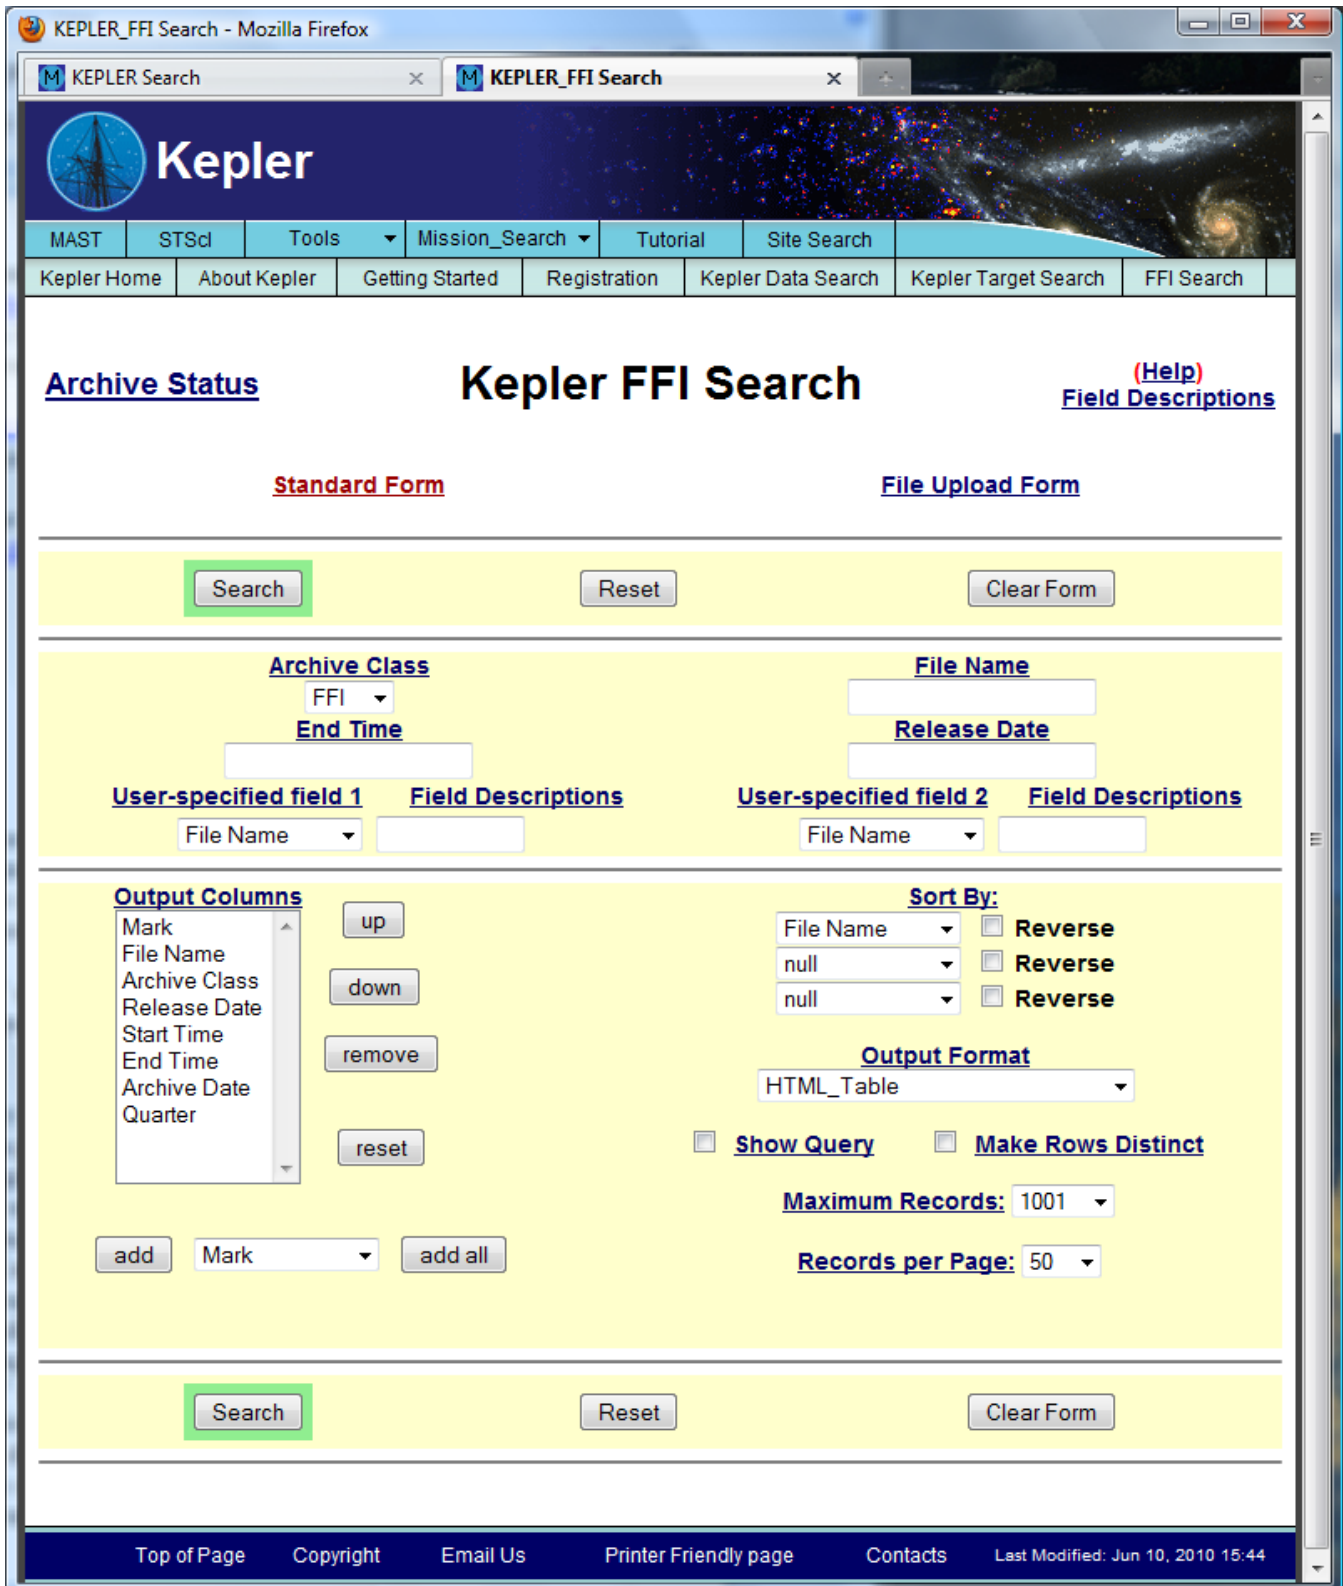 KEPLER_FFI Search - Mozilla Firefox
KEPLER Search
KEPLER_FFI Search
Kepler
MAST STScI Tools Mission_Search Tutorial Site Search
Kepler Home About Kepler Getting Started Registration Kepler Data Search Kepler Target Search FFI Search
Archive Status Kepler FFI Search (Help)
Field Descriptions
Standard Form File Upload Form
Search Reset Clear Form
Archive Class File Name
FFI
End Time Release Date
User-specified field 1 Field Descriptions User-specified field 2 Field Descriptions
File Name File Name
Output Columns
Mark
File Name
Archive Class
Release Date
Start Time
End Time
Archive Date
Quarter
up
down
remove
reset
add Mark add all
Sort By:
File Name Reverse
null Reverse
null Reverse
Output Format
HTML_Table
Show Query Make Rows Distinct
Maximum Records: 1001
Records per Page: 50
Search Reset Clear Form
Top of Page Copyright Email Us Printer Friendly page Contacts Last Modified: Jun 10, 2010 15:44